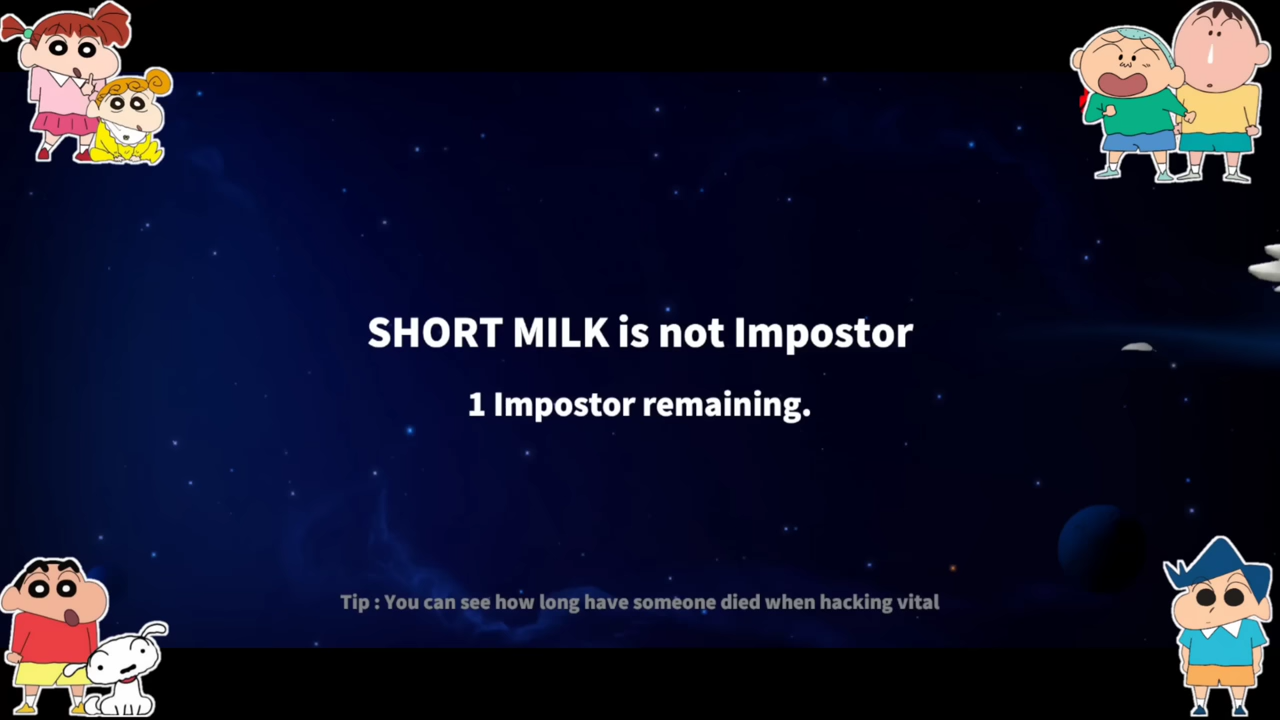 SHORT MILK is not Impostor
1 Impostor remaining.
Tip : You can see how long have someone died when hacking vital